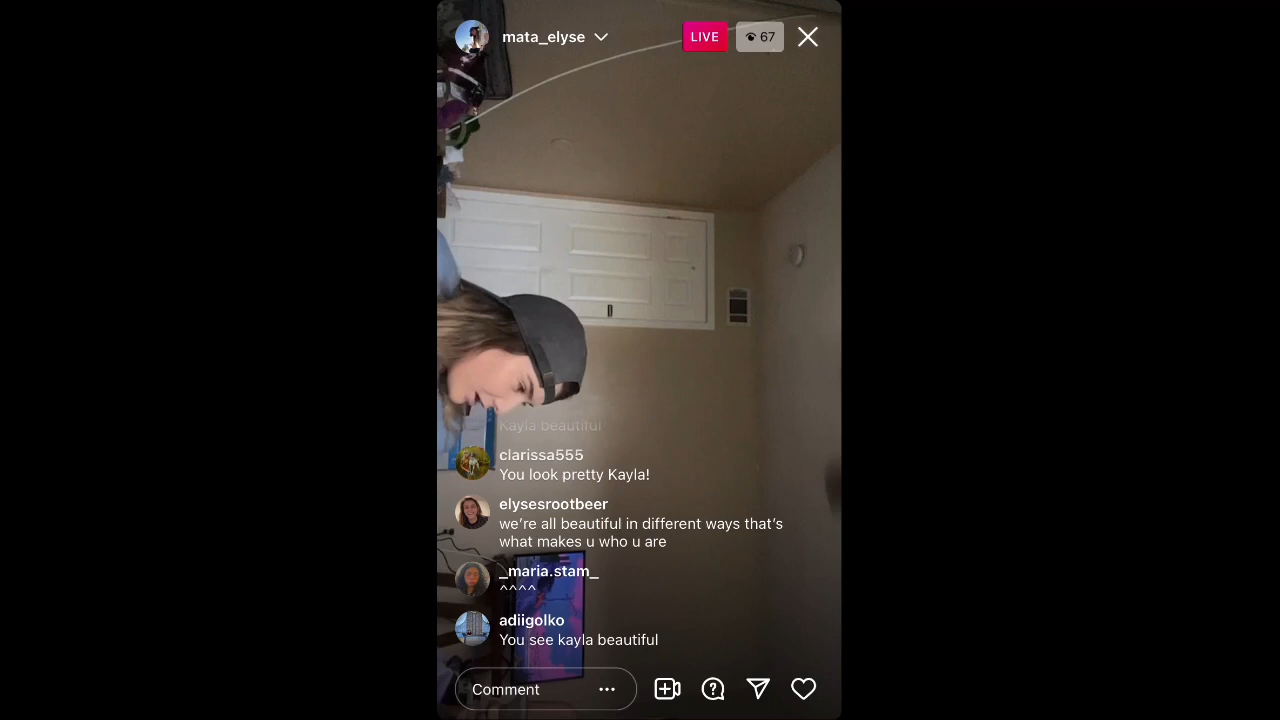 mata_elyse
LIVE
67
Kayla beautiful
clarissa555
You look pretty Kayla!
elysesrootbeer
we’re all beautiful in different ways that’s
what makes u who u are
_maria.stam_
^^^^
adiigolko
You see kayla beautiful
Comment